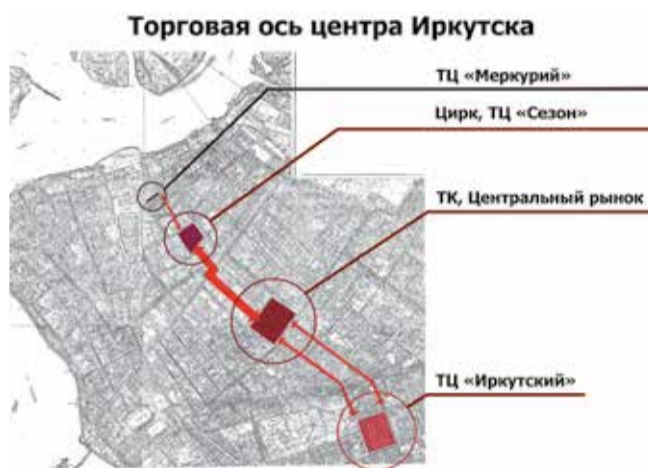 Торговая ось центра Иркутска
ТЦ «Меркурий»
Цирк, ТЦ «Сезон»
ТК, Центральный рынок
ТЦ «Иркутский»